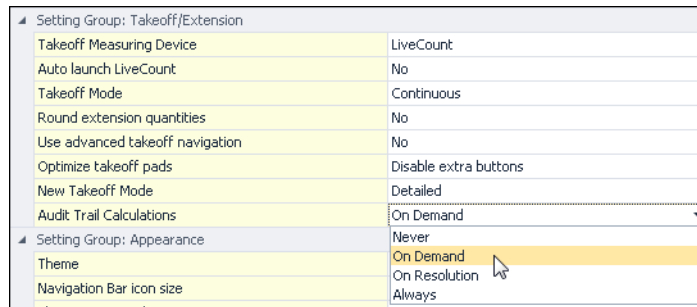 Setting Group: Takeoff/Extension
Takeoff Measuring Device LiveCount
Auto launch LiveCount No
Takeoff Mode Continuous
Round extension quantities No
Use advanced takeoff navigation No
Optimize takeoff pads Disable extra buttons
New Takeoff Mode Detailed
Audit Trail Calculations On Demand
Setting Group: Appearance Never
Theme On Demand
On Resolution
Navigation Bar icon size Always